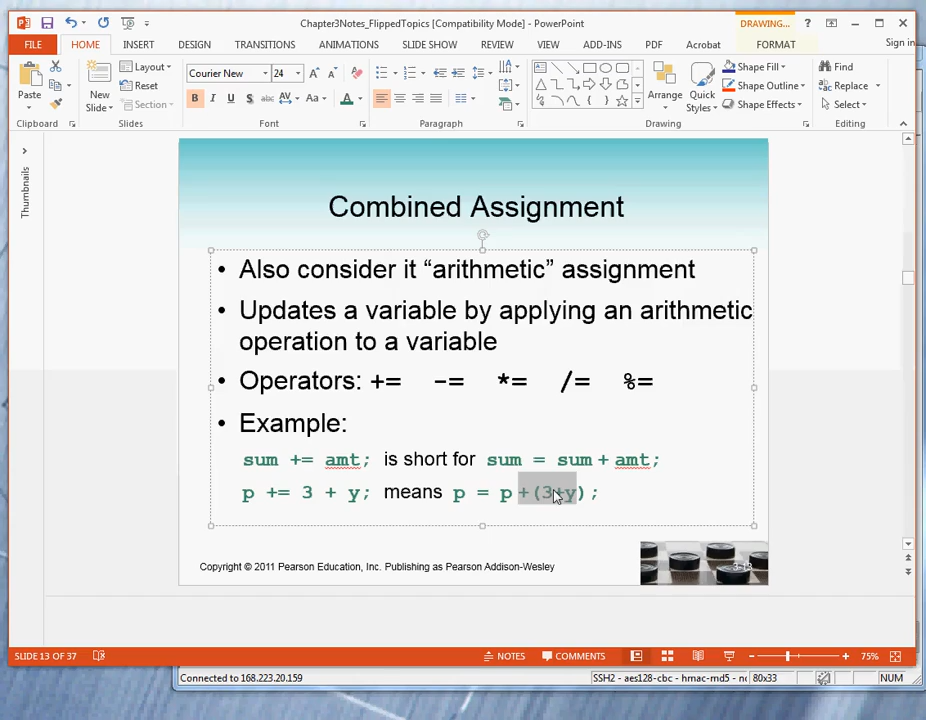 Chapter3Notes_FlippedTopics [Compatibility Mode] - PowerPoint
DRAWING...
? 
FILE HOME INSERT DESIGN TRANSITIONS ANIMATIONS SLIDE SHOW REVIEW VIEW ADD-INS PDF Acrobat FORMAT Sign in
Paste
New
Slide
Layout
Reset
Section
Courier New 24
B I U S abc AV Aa A
Arrange
Quick
Styles
Shape Fill
Shape Outline
Shape Effects
Find
Replace
Select
Clipboard Slides Font Paragraph Drawing Editing
Thumbnails
Combined Assignment
• Also consider it “arithmetic” assignment
• Updates a variable by applying an arithmetic
operation to a variable
• Operators: += -= *= /= %=
• Example:
sum += amt; is short for sum = sum + amt;
p += 3 + y; means p = p +(3+y);
Copyright © 2011 Pearson Education, Inc. Publishing as Pearson Addison-Wesley
3-13
SLIDE 13 OF 37 NOTES COMMENTS 75%
Connected to 168.223.20.159 SSH2 - aes128-cbc - hmac-md5 - 80x33 NUM